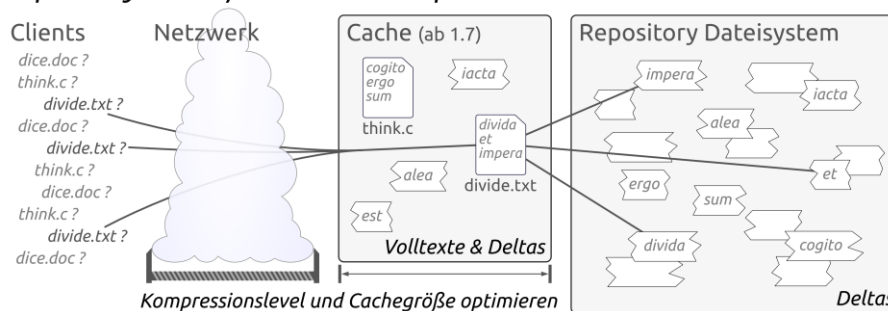 Clients
Netzwerk
Cache (ab 1.7)
Repository Dateisystem
dice.doc ?
think.c ?
divide.txt ?
dice.doc ?
divide.txt ?
think.c ?
dice.doc ?
think.c ?
divide.txt ?
dice.doc ?
cogito
ergo
sum
think.c
iacta
divida
et
impera
divide.txt
alea
est
Volltexte & Deltas
impera
iacta
alea
et
ergo
sum
divida
cogito
Deltas
Kompressionslevel und Cachegröße optimieren